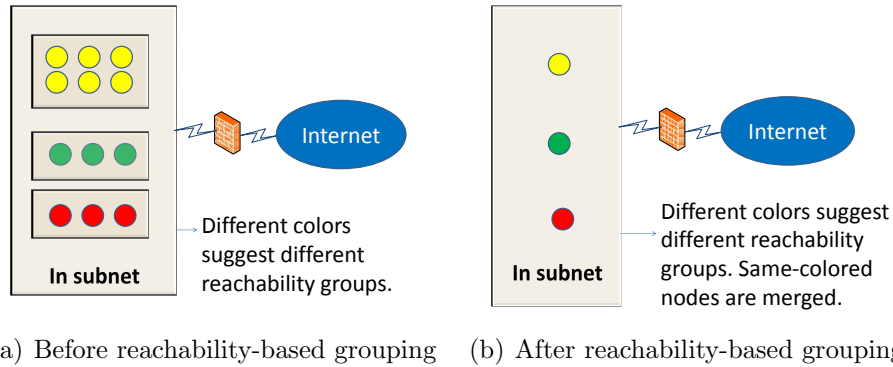 Internet
Different colors
suggest different
reachability groups.
In subnet
Internet
Different colors suggest
different reachability
groups. Same-colored
nodes are merged.
In subnet
a) Before reachability-based grouping
(b) After reachability-based grouping